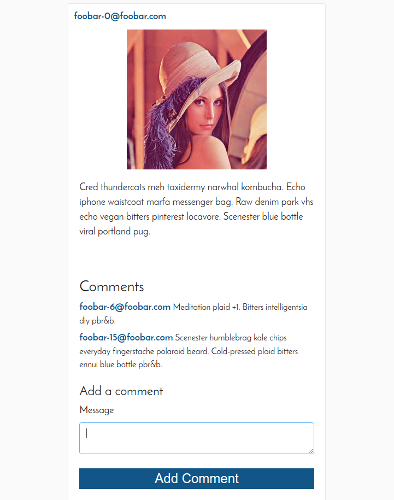 foobar-0@foobar.com
Cred thundercats meh taxidermy narwhal kombucha. Echo
iphone waistcoat marfa messenger bag. Raw denim park vhs
echo vegan bitters pinterest locavore. Scenester blue bottle
viral portland pug.
Comments
foobar-6@foobar.com Meditation plaid +1. Bitters intelligentsia
diy pbr&b.
foobar-15@foobar.com Scenester humblebrag kale chips
everyday fingerstache polaroid beard. Cold-pressed plaid bitters
ennui blue bottle pbr&b.
Add a comment
Message
Add Comment